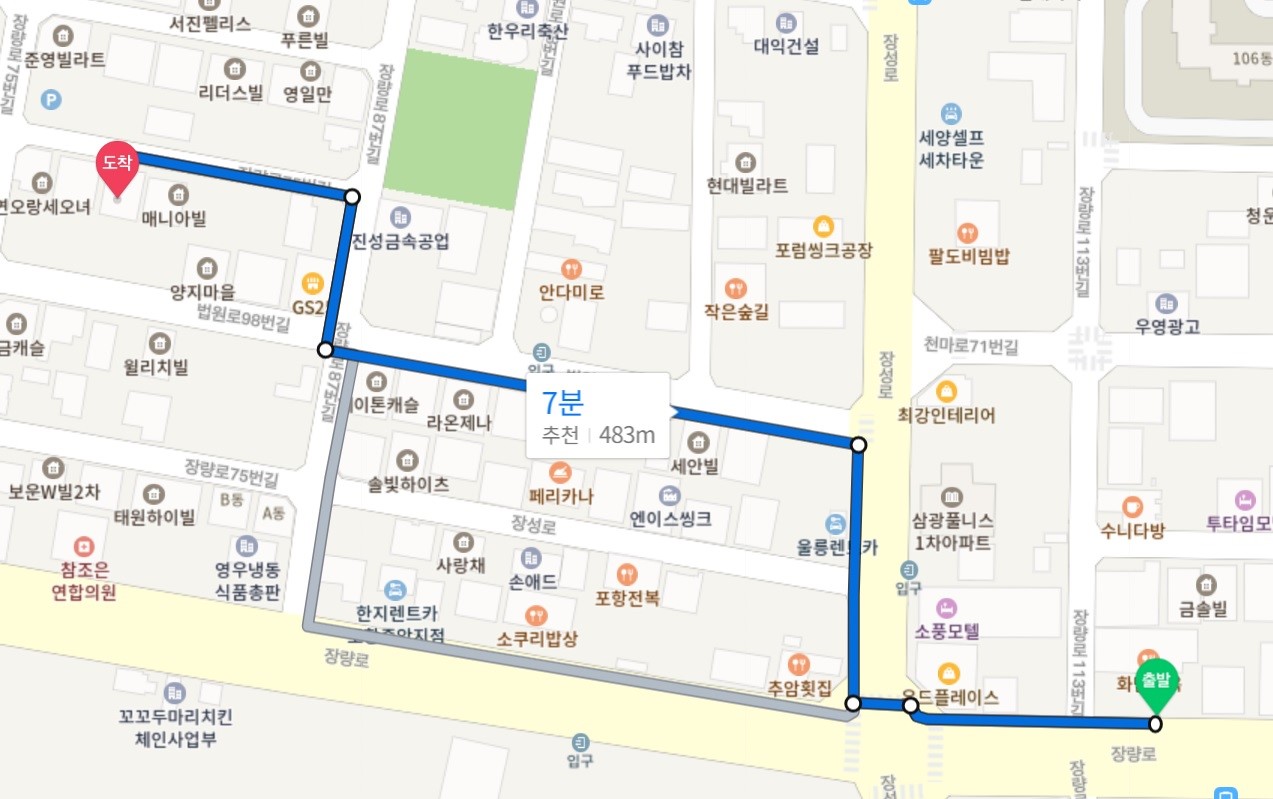 서진펠리스
푸른빌
준영빌라트
리더스빌
영일만
P
한우리축산
사이참
푸드밥차
대익건설
장성로
106동
세양셀프
세차타운
장량로87번길
도착
매니아빌
현대빌라트
진성금속공업
포럼씽크공장
팔도비빔밥
장량로113번길
양지마을
안다미로
작은숲길
우영광고
법원로98번길
윌리치빌
천마로71번길
입구
장성로
최강인테리어
라온제나
7분
추천 483m
세안빌
장량로75번길
보운W빌2차
태원하이빌
B동
A동
솔빛하이츠
페리카나
엔이스씽크
삼광풀니스
1차아파트
수니다방
장성로
울릉렌트카
참조은
연합의원
영우냉동
식품총판
사랑채
손애드
포항전복
입구
금솔빌
한지렌트카
소쿠리밥상
소풍모텔
장량로113번길
장량로
추암횟집
출발
꼬꼬두마리치킨
체인사업부
입구
장량로